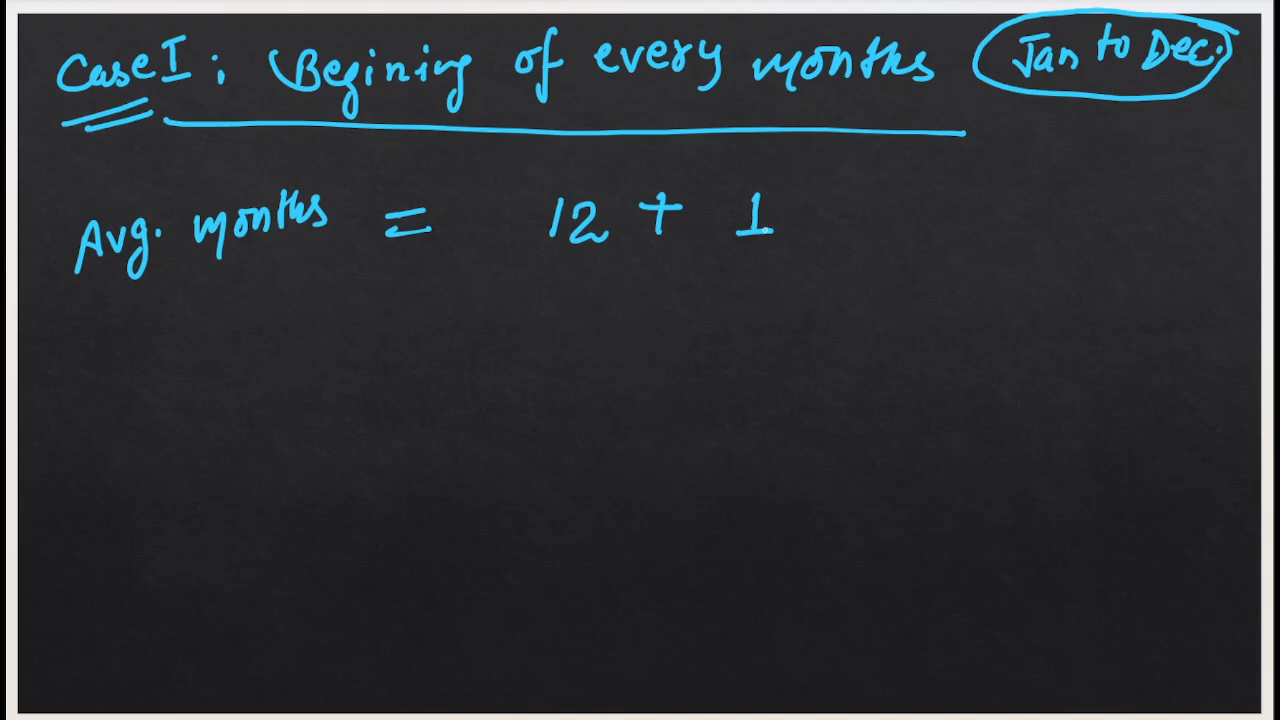 Case I : Begining of every months Jan to Dec.
Avg. months = 12 + 1